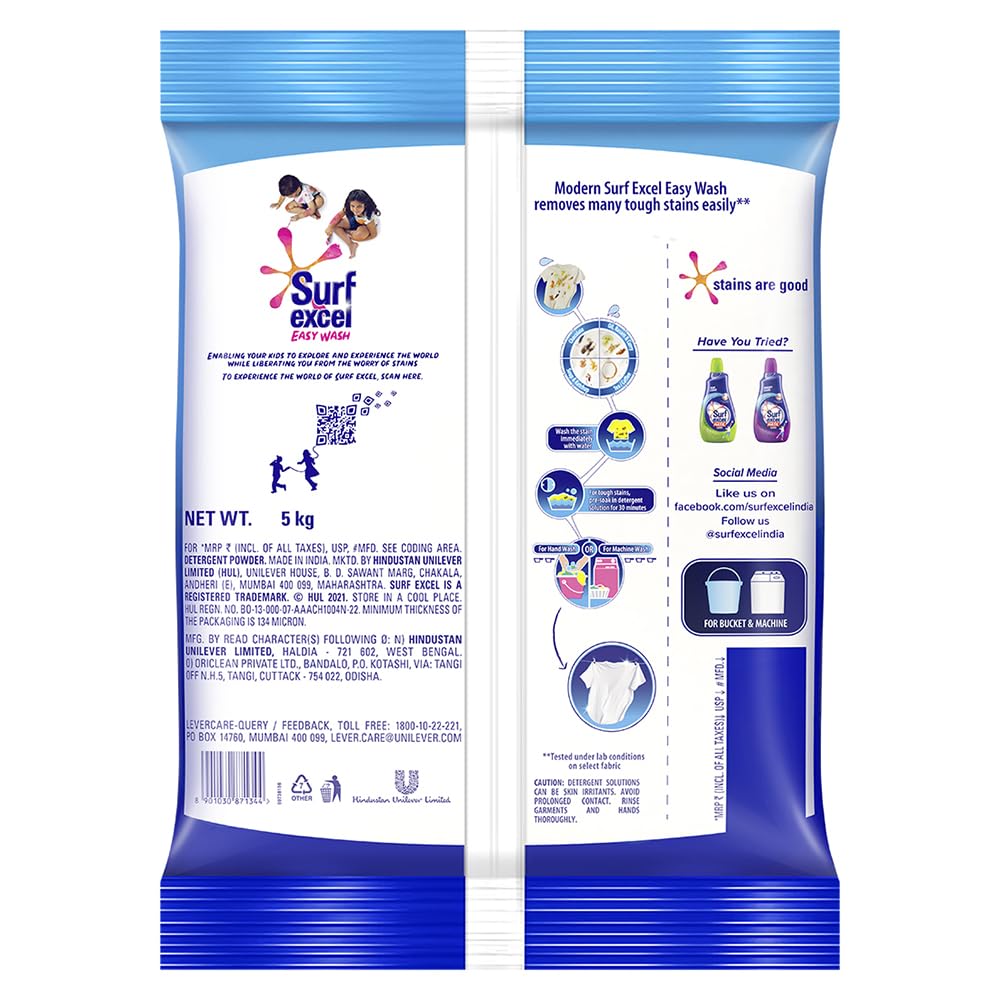 Surf
excel
EASY WASH
ENABLING YOUR KIDS TO EXPLORE AND EXPERIENCE THE WORLD
WHILE LIBERATING YOU FROM THE WORRY OF STAINS
TO EXPERIENCE THE WORLD OF SURF EXCEL, SCAN HERE.
NET WT. 5 kg
FOR *MRP ₹ (INCL. OF ALL TAXES), USP, #MFD. SEE CODING AREA.
DETERGENT POWDER. MADE IN INDIA. MKTD. BY HINDUSTAN UNILEVER
LIMITED (HUL), UNILEVER HOUSE, B. D. SAWANT MARG, CHAKALA,
ANDHERI (E), MUMBAI 400 099, MAHARASHTRA. SURF EXCEL IS A
REGISTERED TRADEMARK. © HUL 2021. STORE IN A COOL PLACE.
HUL REGN. NO. BO-13-000-07-AAACH1004N-22. MINIMUM THICKNESS OF
THE PACKAGING IS 134 MICRON.
MFG. BY READ CHARACTER(S) FOLLOWING Ø: N) HINDUSTAN
UNILEVER LIMITED, HALDIA - 721 602, WEST BENGAL.
O) ORICLEAN PRIVATE LTD., BANDALO, P.O. KOTASHI, VIA: TANGI
OFF N.H.5, TANGI, CUTTACK - 754 022, ODISHA.
LEVERCARE-QUERY / FEEDBACK, TOLL FREE: 1800-10-22-221,
PO BOX 14760, MUMBAI 400 099, LEVER.CARE@UNILEVER.COM
8 901030 871344
7
OTHER
Hindustan Unilever Limited
Modern Surf Excel Easy Wash
removes many tough stains easily**
Wash the stain
immediately
with water
For tough stains,
pre-soak in detergent
solution for 30 minutes
For Hand Wash OR For Machine Wash
**Tested under lab conditions
on select fabric
CAUTION: DETERGENT SOLUTIONS
CAN BE SKIN IRRITANTS. AVOID
PROLONGED CONTACT. RINSE
GARMENTS AND HANDS
THOROUGHLY.
stains are good
Have You Tried?
Surf
excel
Surf
excel
Social Media
Like us on
facebook.com/surfexcelindia
Follow us
@surfexcelindia
FOR BUCKET & MACHINE
*MRP ₹ (INCL. OF ALL TAXES)↓ USP ↓ # MFD.↓